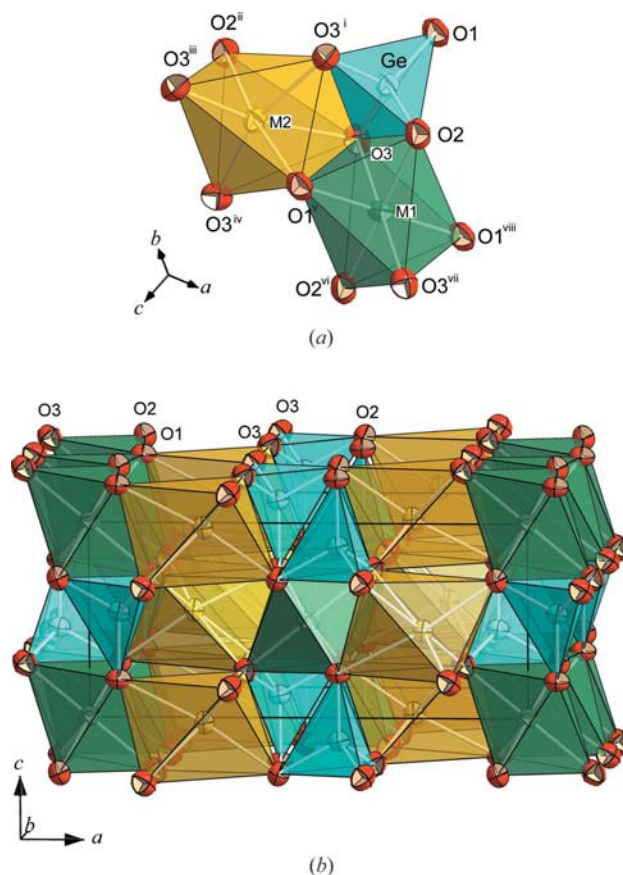 O2ii O3i O1
O3iii Ge
M2 O3 O2
O1v M1
O3iv O1viii
O2vi O3vii
b
a
c
(a)
O3 O2 O3 O2
O1 O3
c
b a
(b)